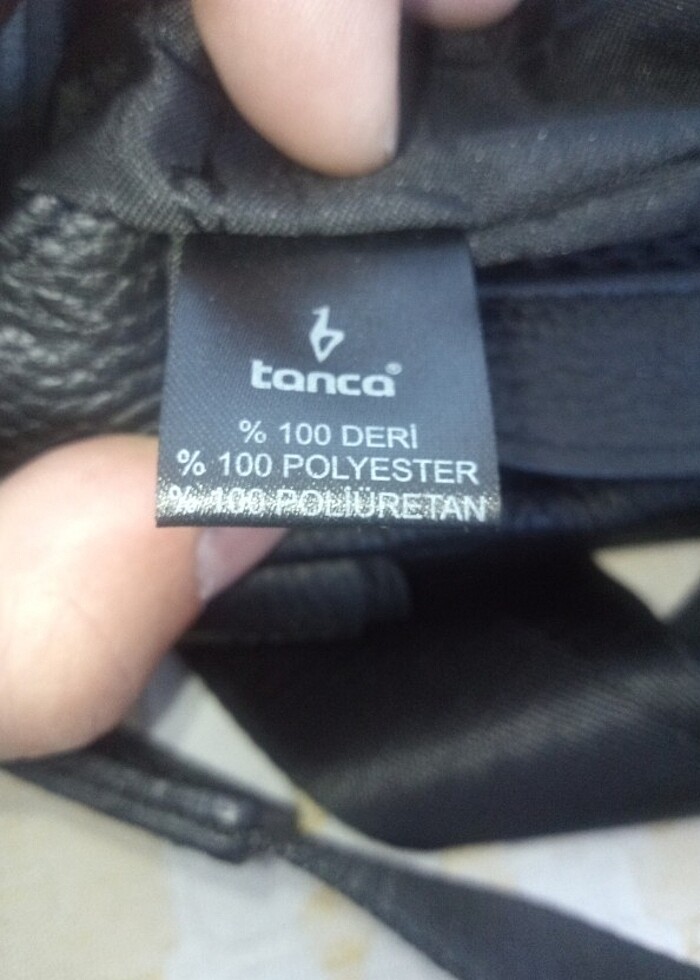 tanca®
% 100 DERİ
% 100 POLYESTER
% 100 POLİÜRETAN